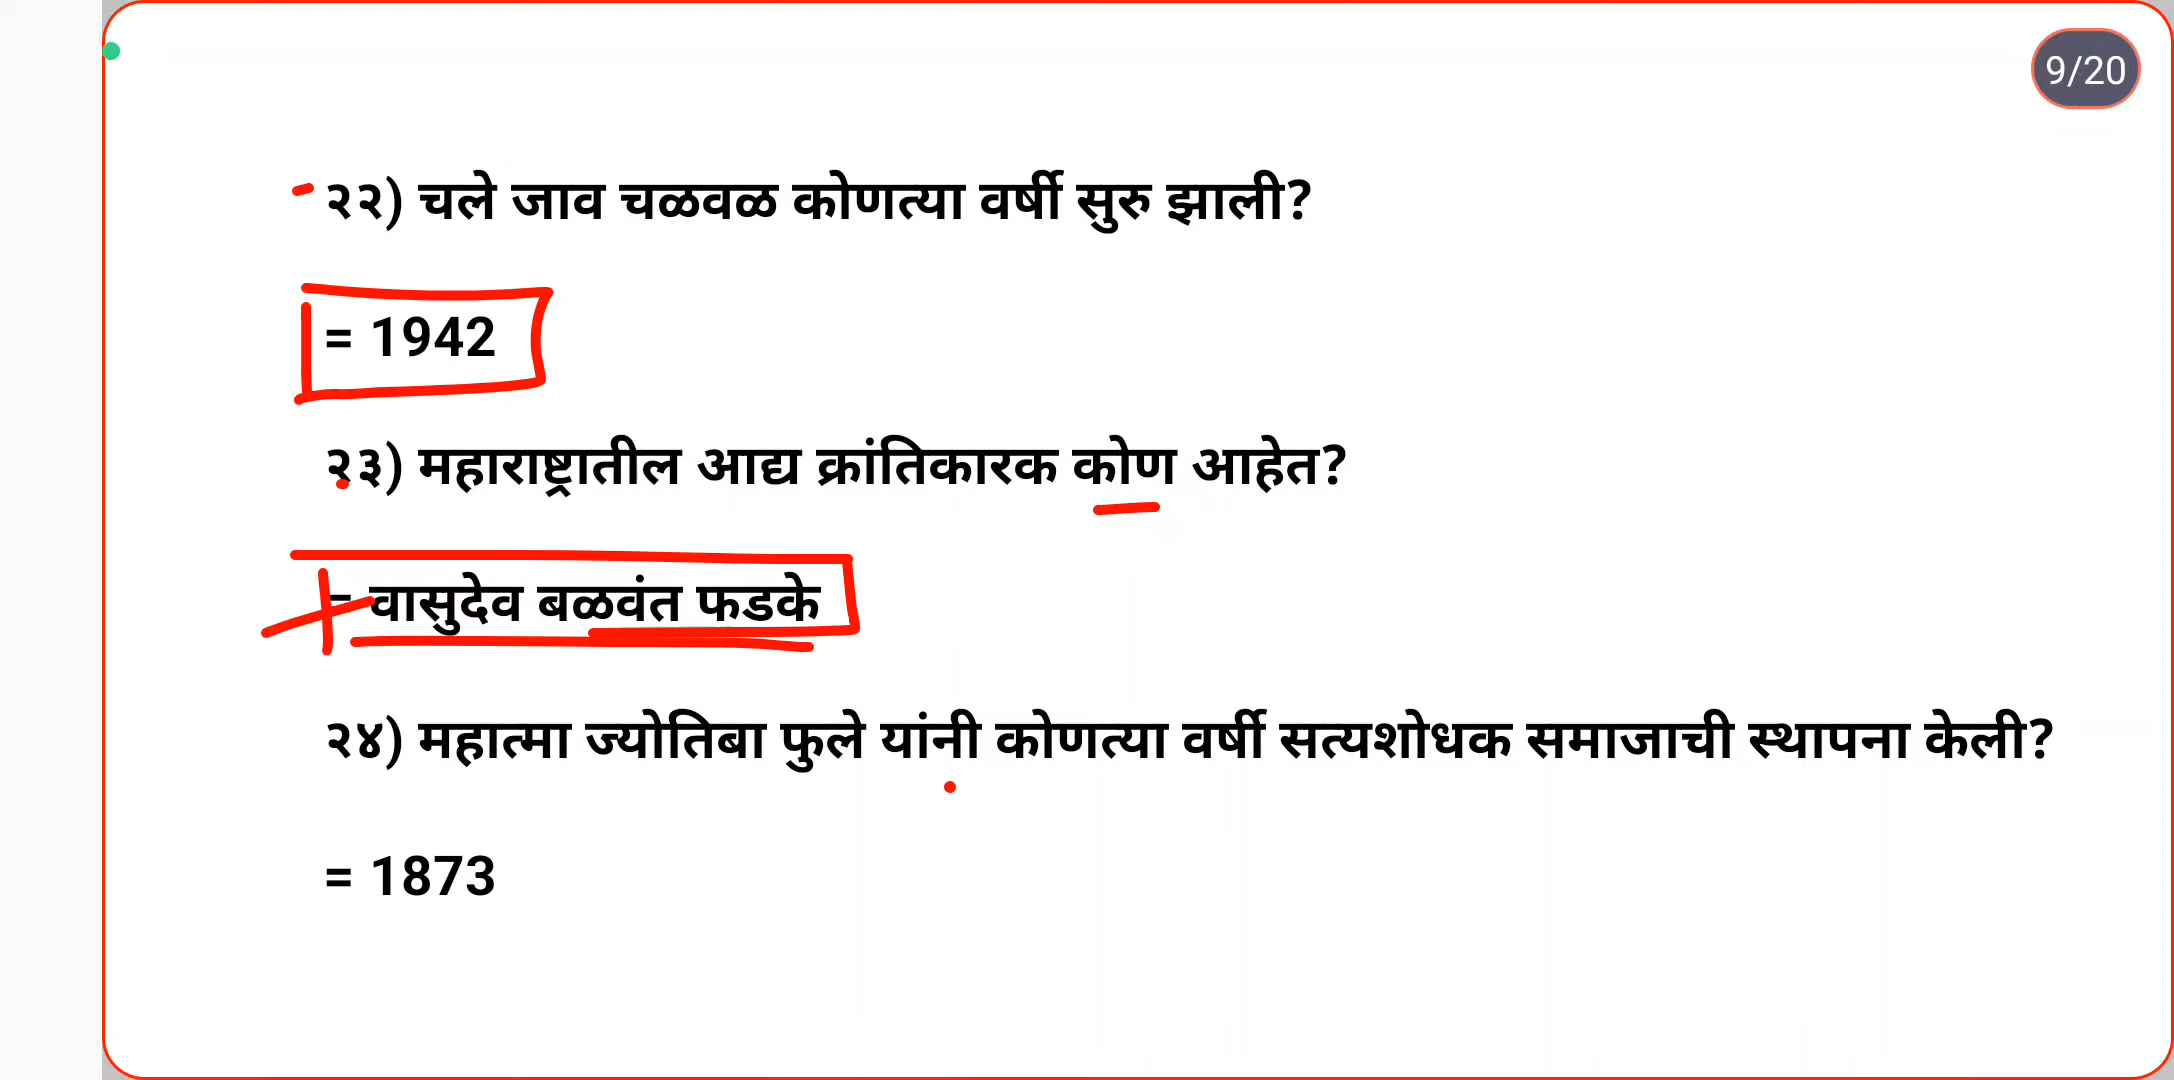 9/20
२२) चले जाव चळवळ कोणत्या वर्षी सुरु झाली?
= 1942
२३) महाराष्ट्रातील आद्य क्रांतिकारक कोण आहेत?
= वासुदेव बळवंत फडके
२४) महात्मा ज्योतिबा फुले यांनी कोणत्या वर्षी सत्यशोधक समाजाची स्थापना केली?
= 1873